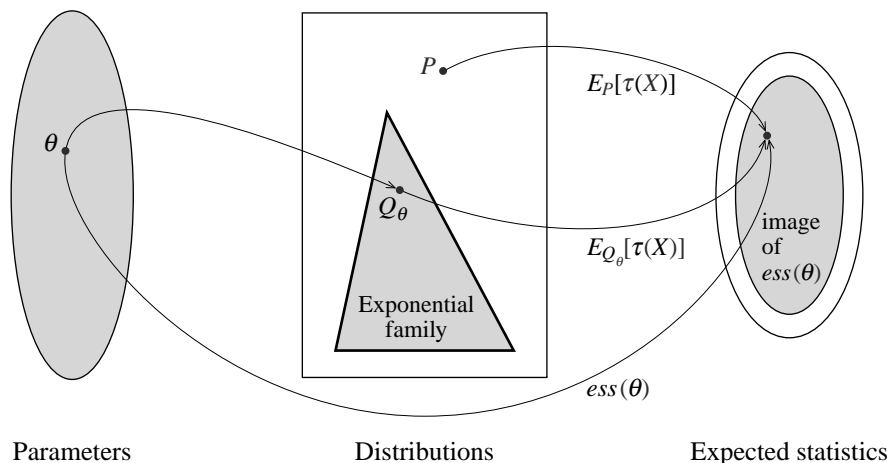 P
E_P[τ(X)]
θ
Q_θ
E_{Q_θ}[τ(X)]
image
of
ess(θ)
Exponential
family
ess(θ)
Parameters
Distributions
Expected statistics